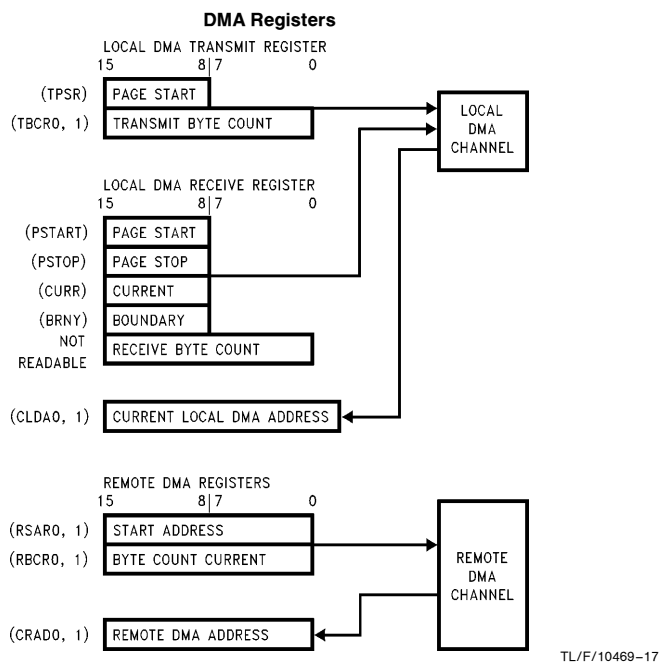 DMA Registers
LOCAL DMA TRANSMIT REGISTER
15 8|7 0
(TPSR) PAGE START
(TBCR0, 1) TRANSMIT BYTE COUNT
LOCAL DMA CHANNEL
LOCAL DMA RECEIVE REGISTER
15 8|7 0
(PSTART) PAGE START
(PSTOP) PAGE STOP
(CURR) CURRENT
(BRNY) BOUNDARY
NOT READABLE RECEIVE BYTE COUNT
(CLDA0, 1) CURRENT LOCAL DMA ADDRESS
REMOTE DMA REGISTERS
15 8|7 0
(RSAR0, 1) START ADDRESS
(RBCR0, 1) BYTE COUNT CURRENT
REMOTE DMA CHANNEL
(CRAD0, 1) REMOTE DMA ADDRESS
TL/F/10469–17